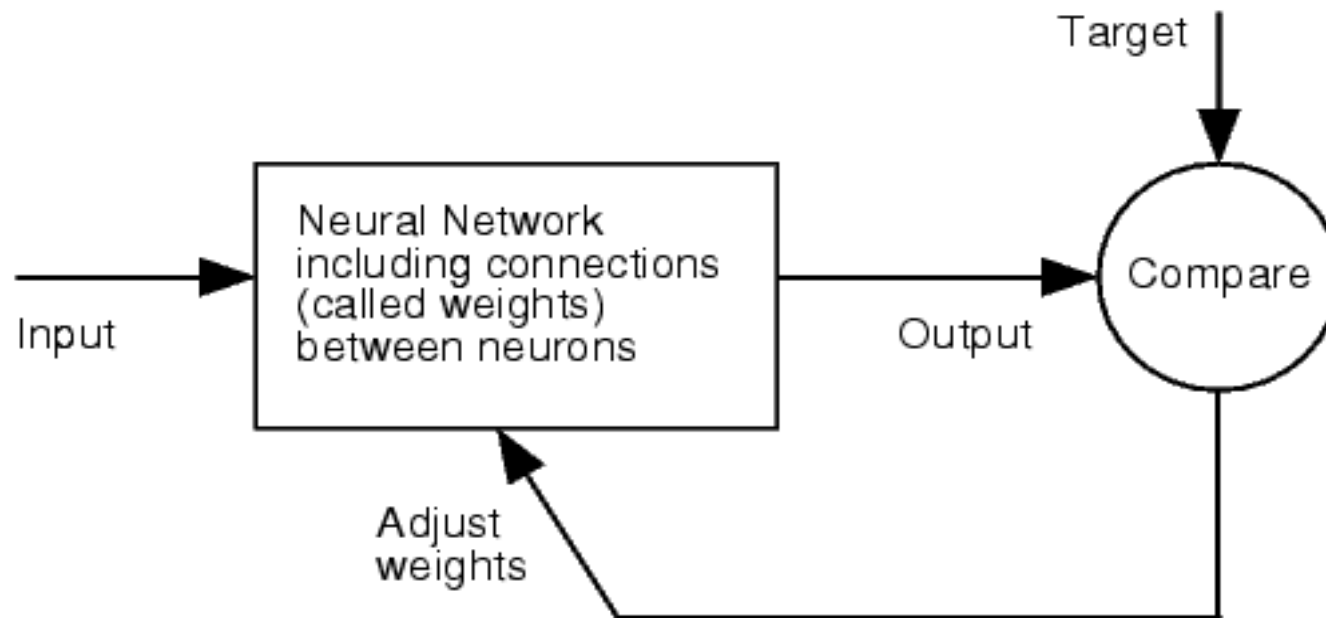 Target
Neural Network
including connections
(called weights)
between neurons
Compare
Input
Output
Adjust
weights